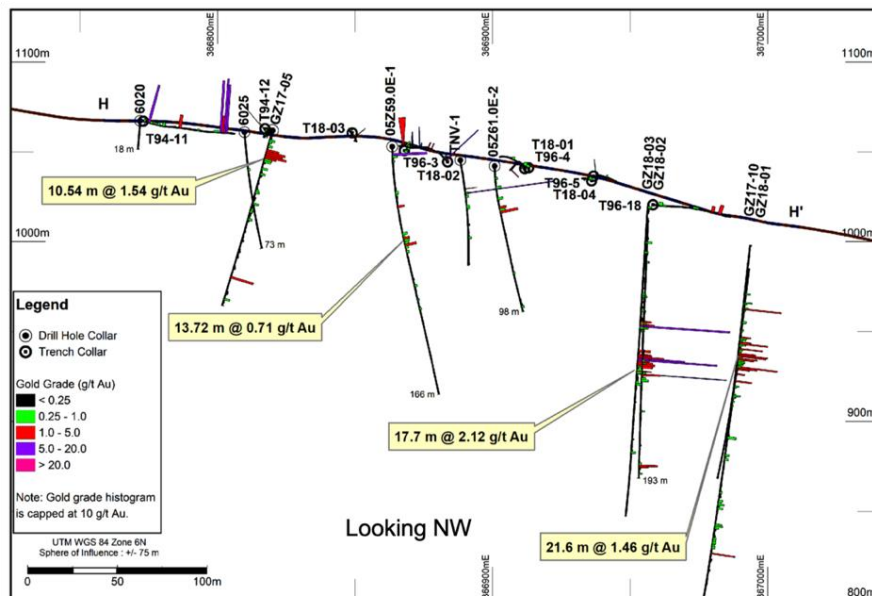 366800mE
366900mE
367000mE
1100m
1100m
H
6020
T94-11
18 m
6025
T94-12
GZ17-05
T18-03
05Z59.0E-1
T96-3
T18-02
TNV-1
05Z61.0E-2
T18-01
T96-4
T96-5
T18-04
GZ18-03
GZ18-02
T96-18
GZ17-10
GZ18-01
H'
10.54 m @ 1.54 g/t Au
1000m
1000m
73 m
13.72 m @ 0.71 g/t Au
98 m
166 m
17.7 m @ 2.12 g/t Au
193 m
21.6 m @ 1.46 g/t Au
900m
900m
Legend
Drill Hole Collar
Trench Collar
Gold Grade (g/t Au)
< 0.25
0.25 - 1.0
1.0 - 5.0
5.0 - 20.0
> 20.0
Note: Gold grade histogram
is capped at 10 g/t Au.
UTM WGS 84 Zone 6N
Sphere of Influence : +/- 75 m
0 50 100m
Looking NW
366900mE
367000mE
800m